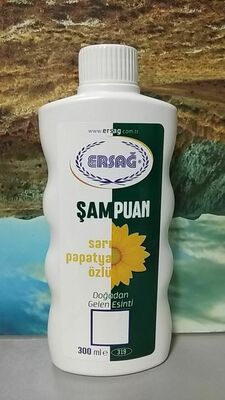 www.ersag.com.tr
ERSAĞ
ŞAMPUAN
sarı
papatya
özlü
Doğadan
Gelen Esinti
300 ml e 319